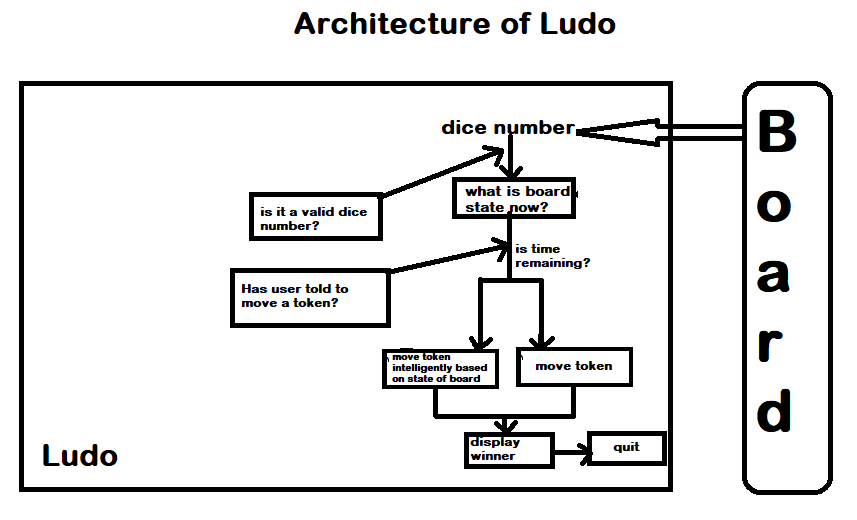 Architecture of Ludo
dice number
what is board
state now?
is it a valid dice
number?
is time
remaining?
Has user told to
move a token?
move token
intelligently based
on state of board
move token
display
winner
quit
Ludo
B
o
a
r
d